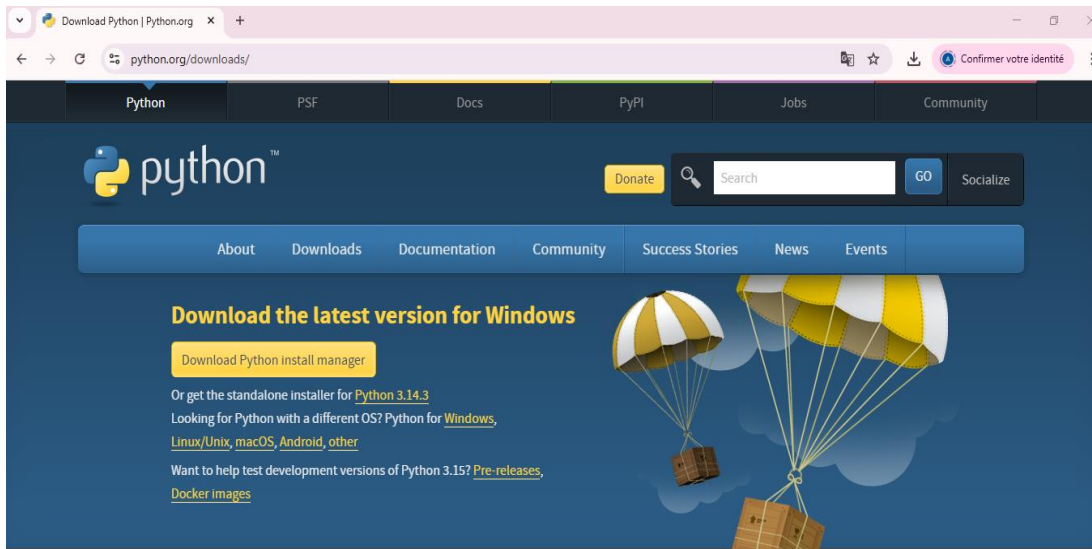 Download Python | Python.org
python.org/downloads/
Confirmer votre identité
Python PSF Docs PyPI Jobs Community
python™
Donate Search GO Socialize
About Downloads Documentation Community Success Stories News Events
Download the latest version for Windows
Download Python install manager
Or get the standalone installer for Python 3.14.3
Looking for Python with a different OS? Python for Windows,
Linux/Unix, macOS, Android, other
Want to help test development versions of Python 3.15? Pre-releases,
Docker images